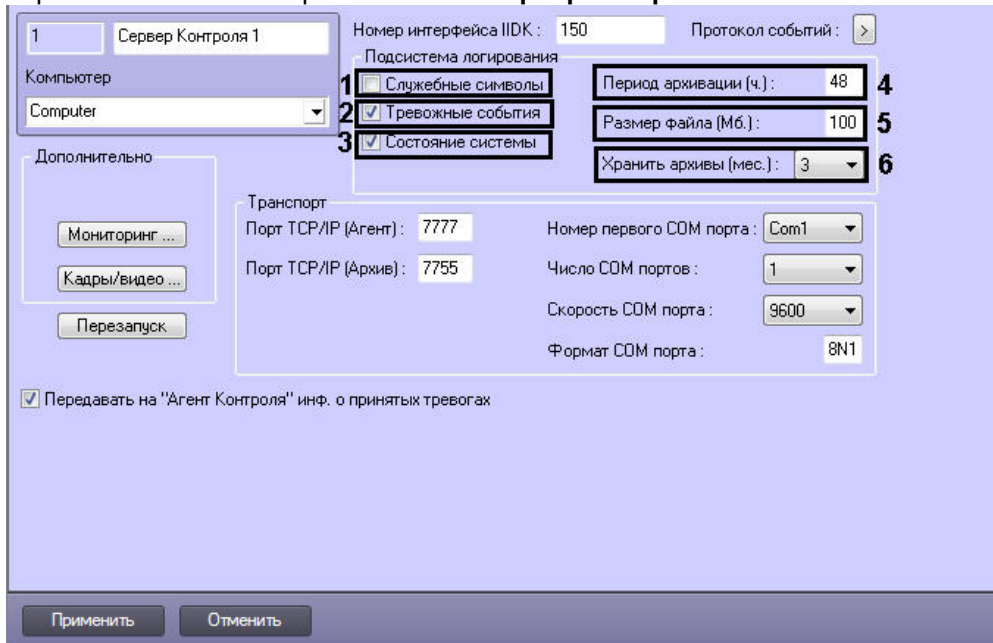 1
Сервер Контроля 1
Номер интерфейса IIDK :
150
Протокол событий :
>
Компьютер
Computer
Подсистема логирования
1
Служебные символы
2
Тревожные события
3
Состояние системы
Период архивации (ч.) :
48
4
Размер файла (Мб.) :
100
5
Хранить архивы (мес.) :
3
6
Дополнительно
Мониторинг ...
Кадры/видео ...
Перезапуск
Транспорт
Порт TCP/IP (Агент) :
7777
Номер первого COM порта :
Com1
Порт TCP/IP (Архив) :
7755
Число COM портов :
1
Скорость COM порта :
9600
Формат COM порта :
8N1
Передавать на "Агент Контроля" инф. о принятых тревогах
Применить
Отменить